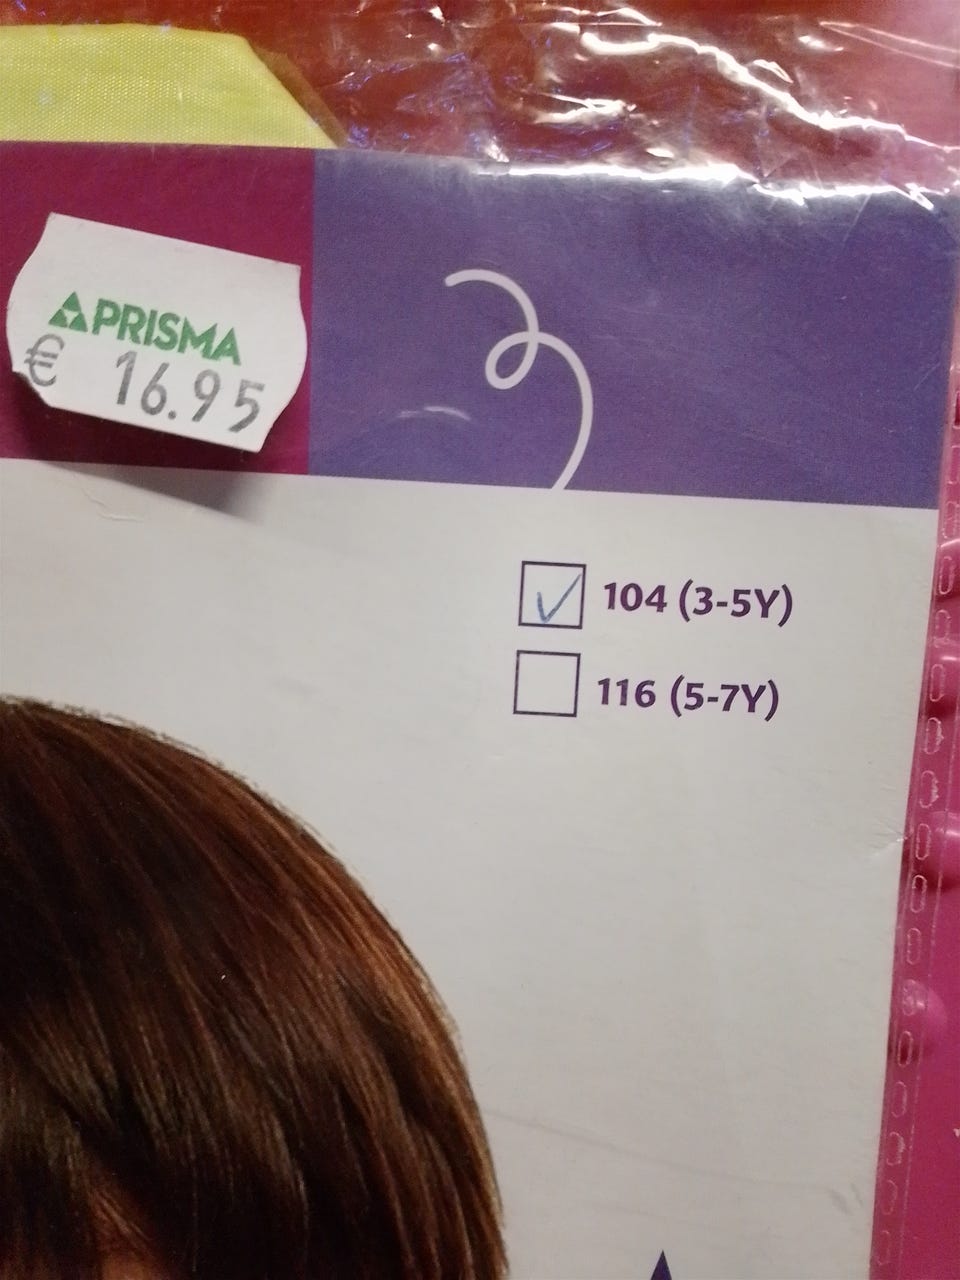 PRISMA
€ 16.95
104 (3-5Y)
116 (5-7Y)